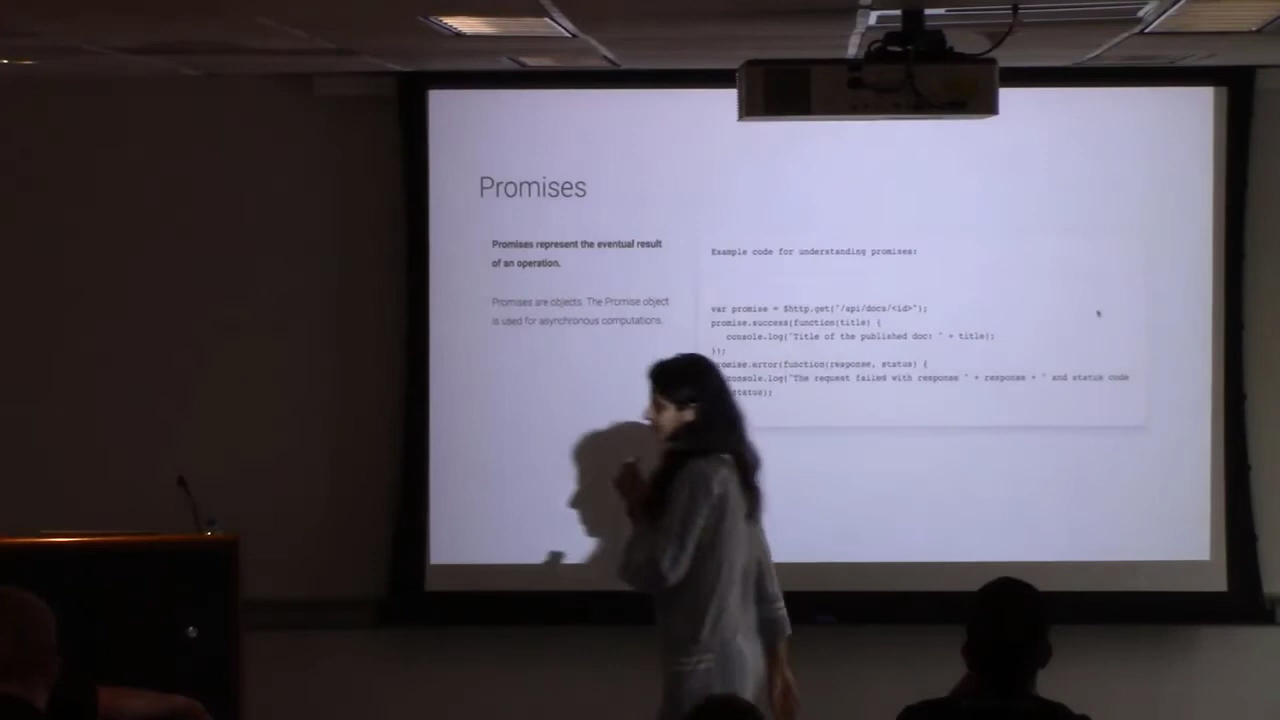 Promises
Promises represent the eventual result
of an operation.
Promises are objects. The Promise object
is used for asynchronous computations.
Example code for understanding promises:
var promise = $http.get("/api/docs/<id>");
promise.success(function(title) {
console.log("Title of the published doc: " + title);
});
romise.error(function(response, status) {
console.log("The request failed with response " + response + " and status code
status);